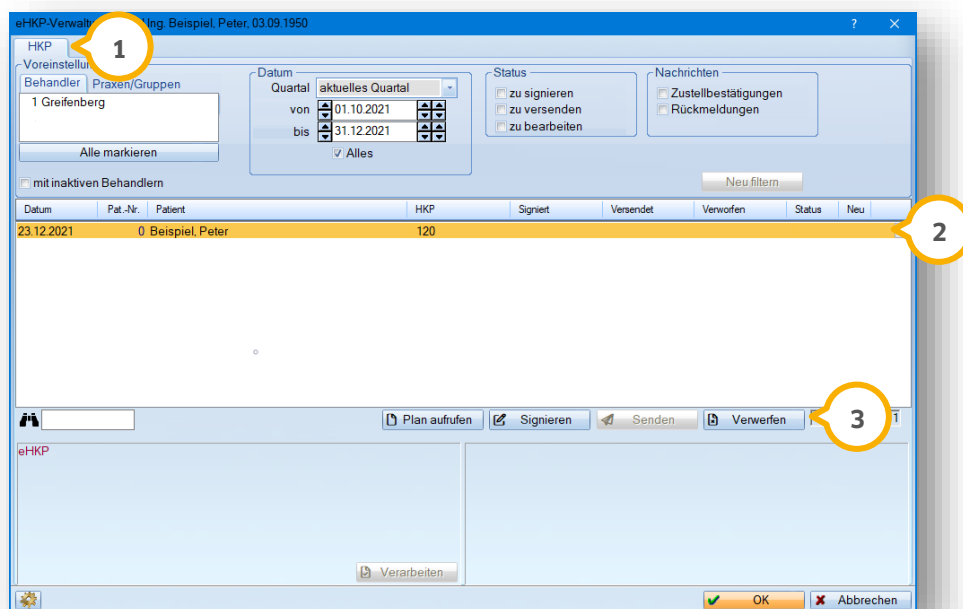 eHKP-Verwaltu Ing. Beispiel, Peter, 03.09.1950
HKP
1
Voreinstellu
Behandler Praxen/Gruppen
1 Greifenberg
Alle markieren
mit inaktiven Behandlern
Datum
Quartal aktuelles Quartal
von 01.10.2021
bis 31.12.2021
Alles
Status
zu signieren
zu versenden
zu bearbeiten
Nachrichten
Zustellbestätigungen
Rückmeldungen
Neu filtern
Datum Pat.-Nr. Patient HKP Signiert Versendet Verworfen Status Neu
23.12.2021 0 Beispiel, Peter 120
2
Plan aufrufen Signieren Senden Verwerfen 1
3
eHKP
Verarbeiten
OK Abbrechen